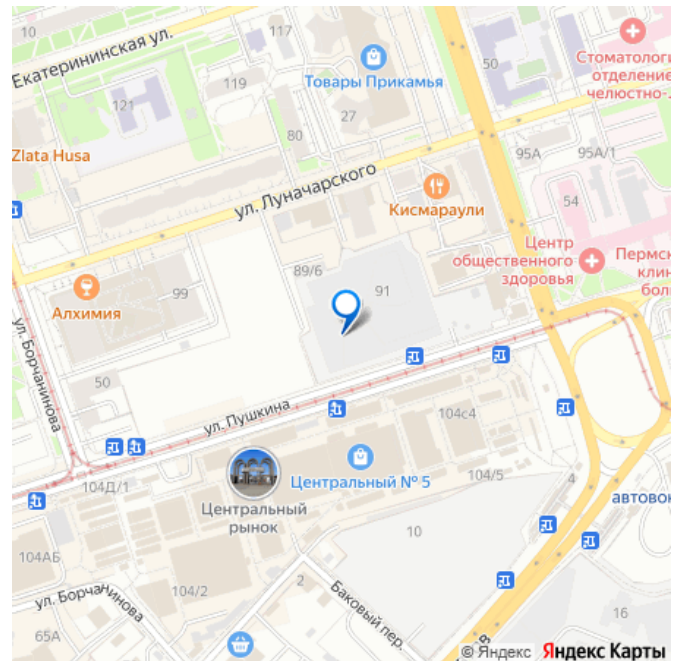 Екатерининская ул.
117
Товары Прикамья
50
Стоматологи
отделение
челюстно-
119
121
27
80
Zlata Husa
95А
95А/1
ул. Луначарского
Кисмараули
54
Центр
общественного
здоровья
Пермск
клин
боль
89/6
91
99
Алхимия
ул. Борчанинова
50
ул. Пушкина
104с4
Центральный № 5
104/5
4
104Д/1
Центральный
рынок
автовок
10
104АБ
104/2
2
ул. Борчанинова
Баковый пер.
65А
16
© Яндекс Яндекс Карты